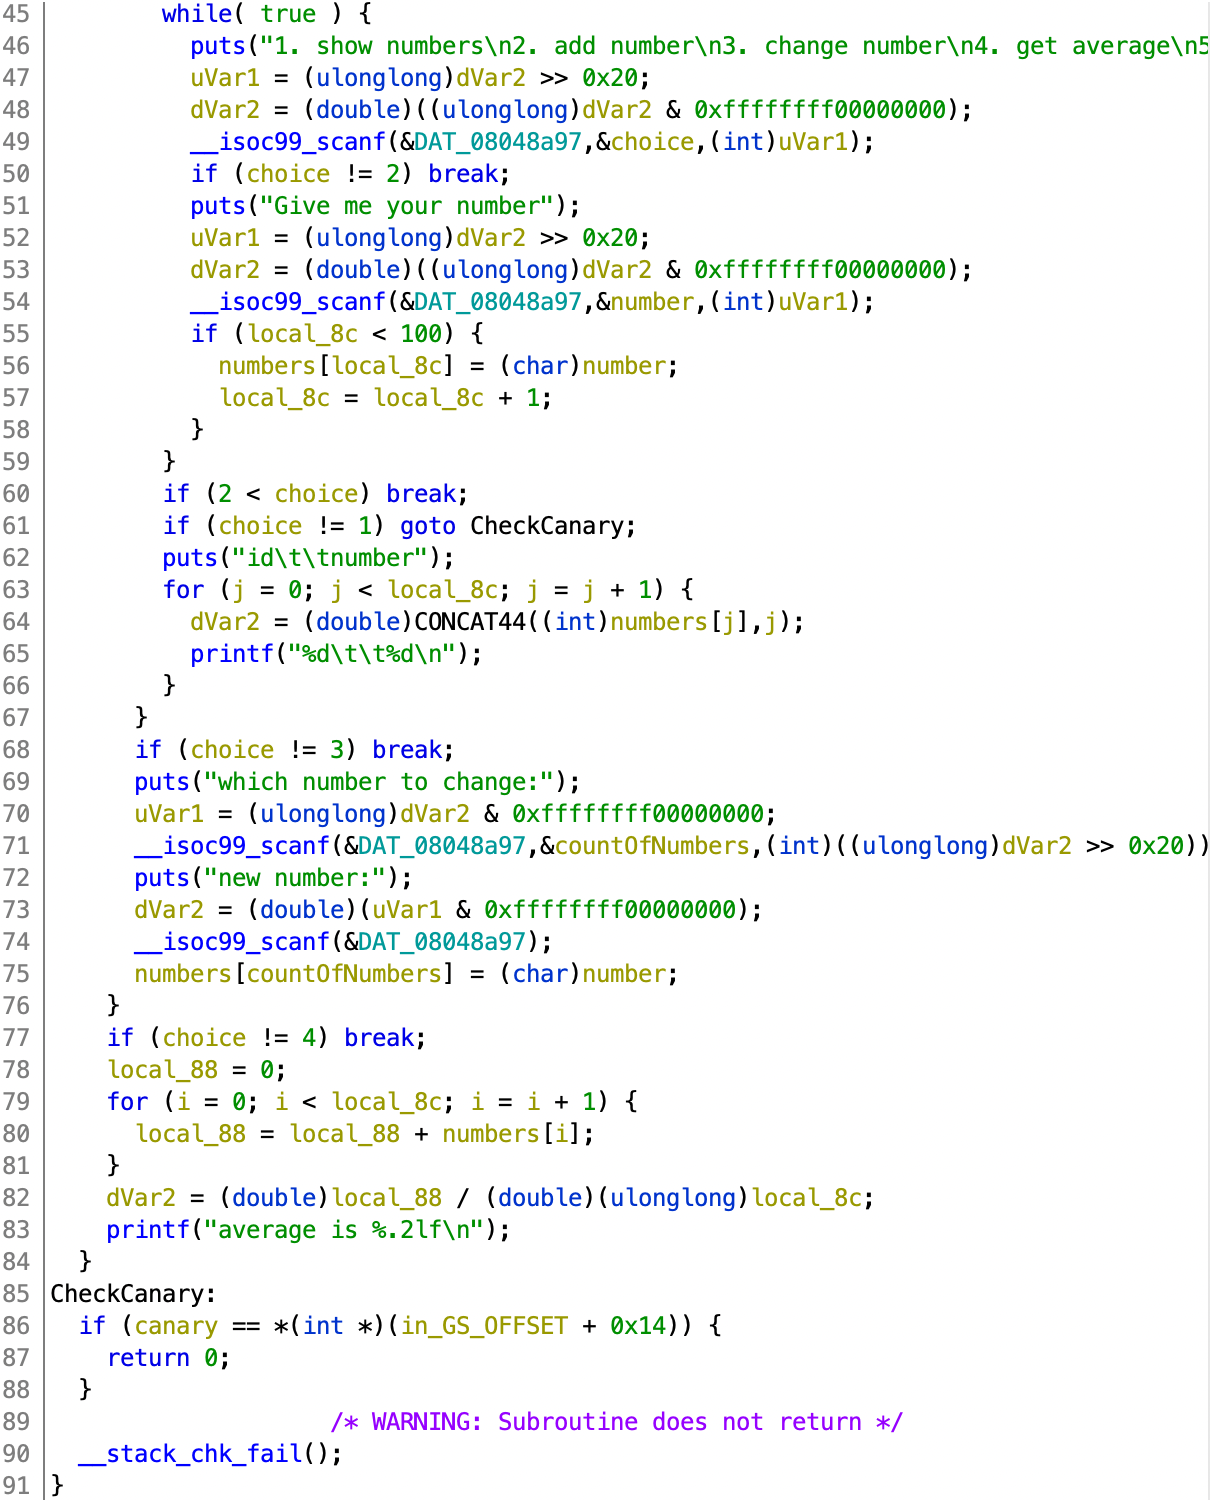 45 while( true ) {
46 puts("1. show numbers\n2. add number\n3. change number\n4. get average\n5
47 uVar1 = (ulonglong)dVar2 >> 0x20;
48 dVar2 = (double)((ulonglong)dVar2 & 0xffffffff00000000);
49 __isoc99_scanf(&DAT_08048a97,&choice,(int)uVar1);
50 if (choice != 2) break;
51 puts("Give me your number");
52 uVar1 = (ulonglong)dVar2 >> 0x20;
53 dVar2 = (double)((ulonglong)dVar2 & 0xffffffff00000000);
54 __isoc99_scanf(&DAT_08048a97,&number,(int)uVar1);
55 if (local_8c < 100) {
56 numbers[local_8c] = (char)number;
57 local_8c = local_8c + 1;
58 }
59 }
60 if (2 < choice) break;
61 if (choice != 1) goto CheckCanary;
62 puts("id\t\tnumber");
63 for (j = 0; j < local_8c; j = j + 1) {
64 dVar2 = (double)CONCAT44((int)numbers[j],j);
65 printf("%d\t\t%d\n");
66 }
67 }
68 if (choice != 3) break;
69 puts("which number to change:");
70 uVar1 = (ulonglong)dVar2 & 0xffffffff00000000;
71 __isoc99_scanf(&DAT_08048a97,&countOfNumbers,(int)((ulonglong)dVar2 >> 0x20))
72 puts("new number:");
73 dVar2 = (double)(uVar1 & 0xffffffff00000000);
74 __isoc99_scanf(&DAT_08048a97);
75 numbers[countOfNumbers] = (char)number;
76 }
77 if (choice != 4) break;
78 local_88 = 0;
79 for (i = 0; i < local_8c; i = i + 1) {
80 local_88 = local_88 + numbers[i];
81 }
82 dVar2 = (double)local_88 / (double)(ulonglong)local_8c;
83 printf("average is %.2lf\n");
84 }
85 CheckCanary:
86 if (canary == *(int *)(in_GS_OFFSET + 0x14)) {
87 return 0;
88 }
89 /* WARNING: Subroutine does not return */
90 __stack_chk_fail();
91 }